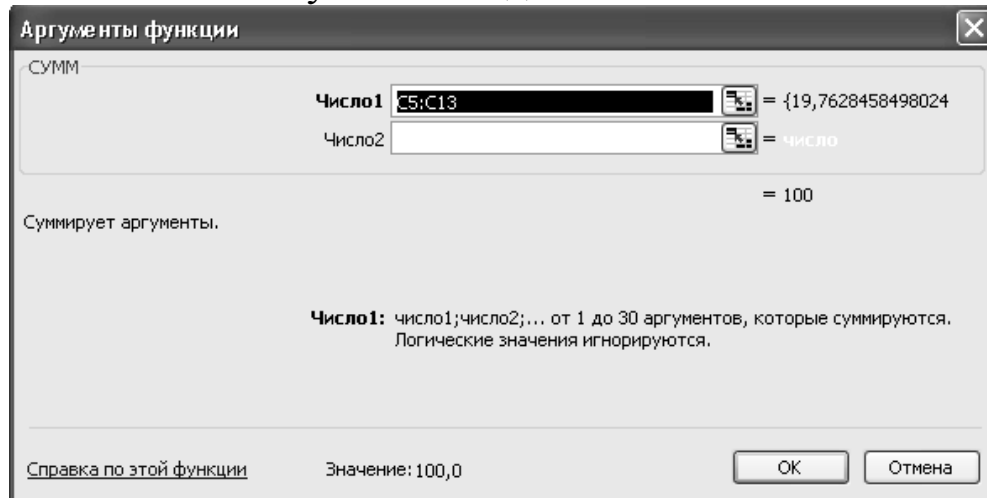 Аргументы функции
СУММ
Число1 C5:C13 = {19,7628458498024
Число2 = число
= 100
Суммирует аргументы.
Число1: число1;число2;... от 1 до 30 аргументов, которые суммируются.
Логические значения игнорируются.
Справка по этой функции Значение:100,0 OK Отмена